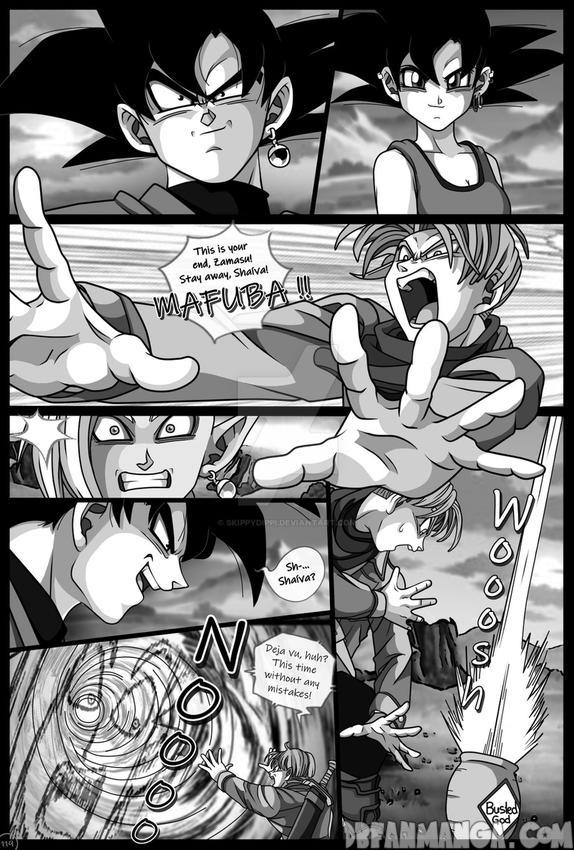 This is your
end, Zamasu!
Stay away, Shalva!
MAFUBA !!
© SKIPPYDIPPI.DEVIANTART.COM
Sh-...
Shalva?
WOOOSH
NOOOO
Deja vu, huh?
This time
without any
mistakes!
Busted
God
119
DBFANMANGA.COM